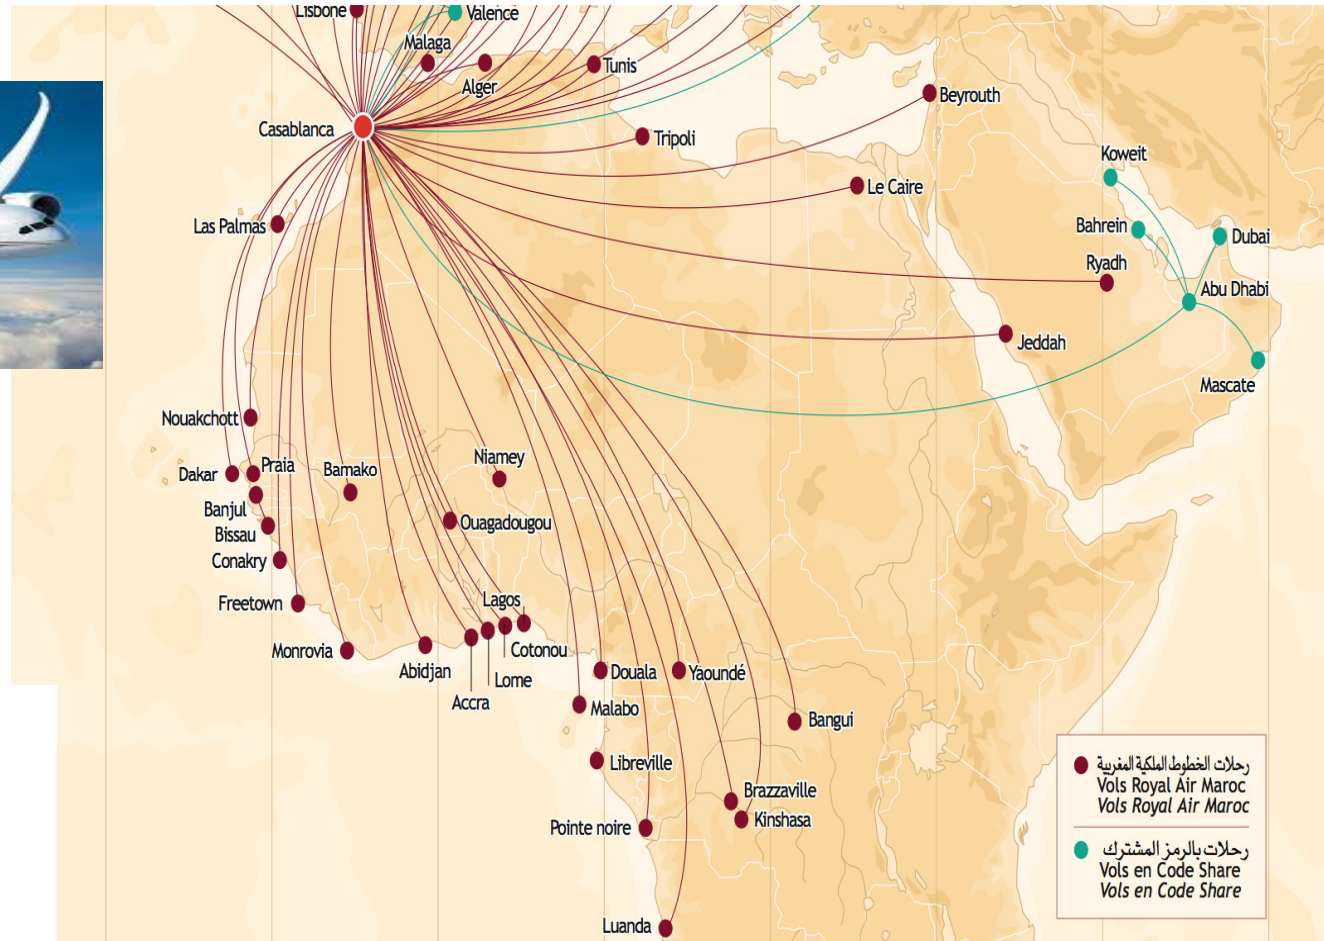 Lisbone
Valence
Malaga
Alger
Tunis
Casablanca
Tripoli
Beyrouth
Le Caire
Koweit
Bahrein
Dubai
Ryadh
Abu Dhabi
Las Palmas
Jeddah
Mascate
Nouakchott
Dakar
Praia
Bamako
Niamey
Banjul
Bissau
Ouagadougou
Conakry
Freetown
Lagos
Monrovia
Abidjan
Cotonou
Lome
Accra
Douala
Yaoundé
Malabo
Bangui
Libreville
Brazzaville
Kinshasa
Pointe noire
Luanda
رحلات الخطوط الملكية المغربية
Vols Royal Air Maroc
Vols Royal Air Maroc
رحلات بالرمز المشترك
Vols en Code Share
Vols en Code Share